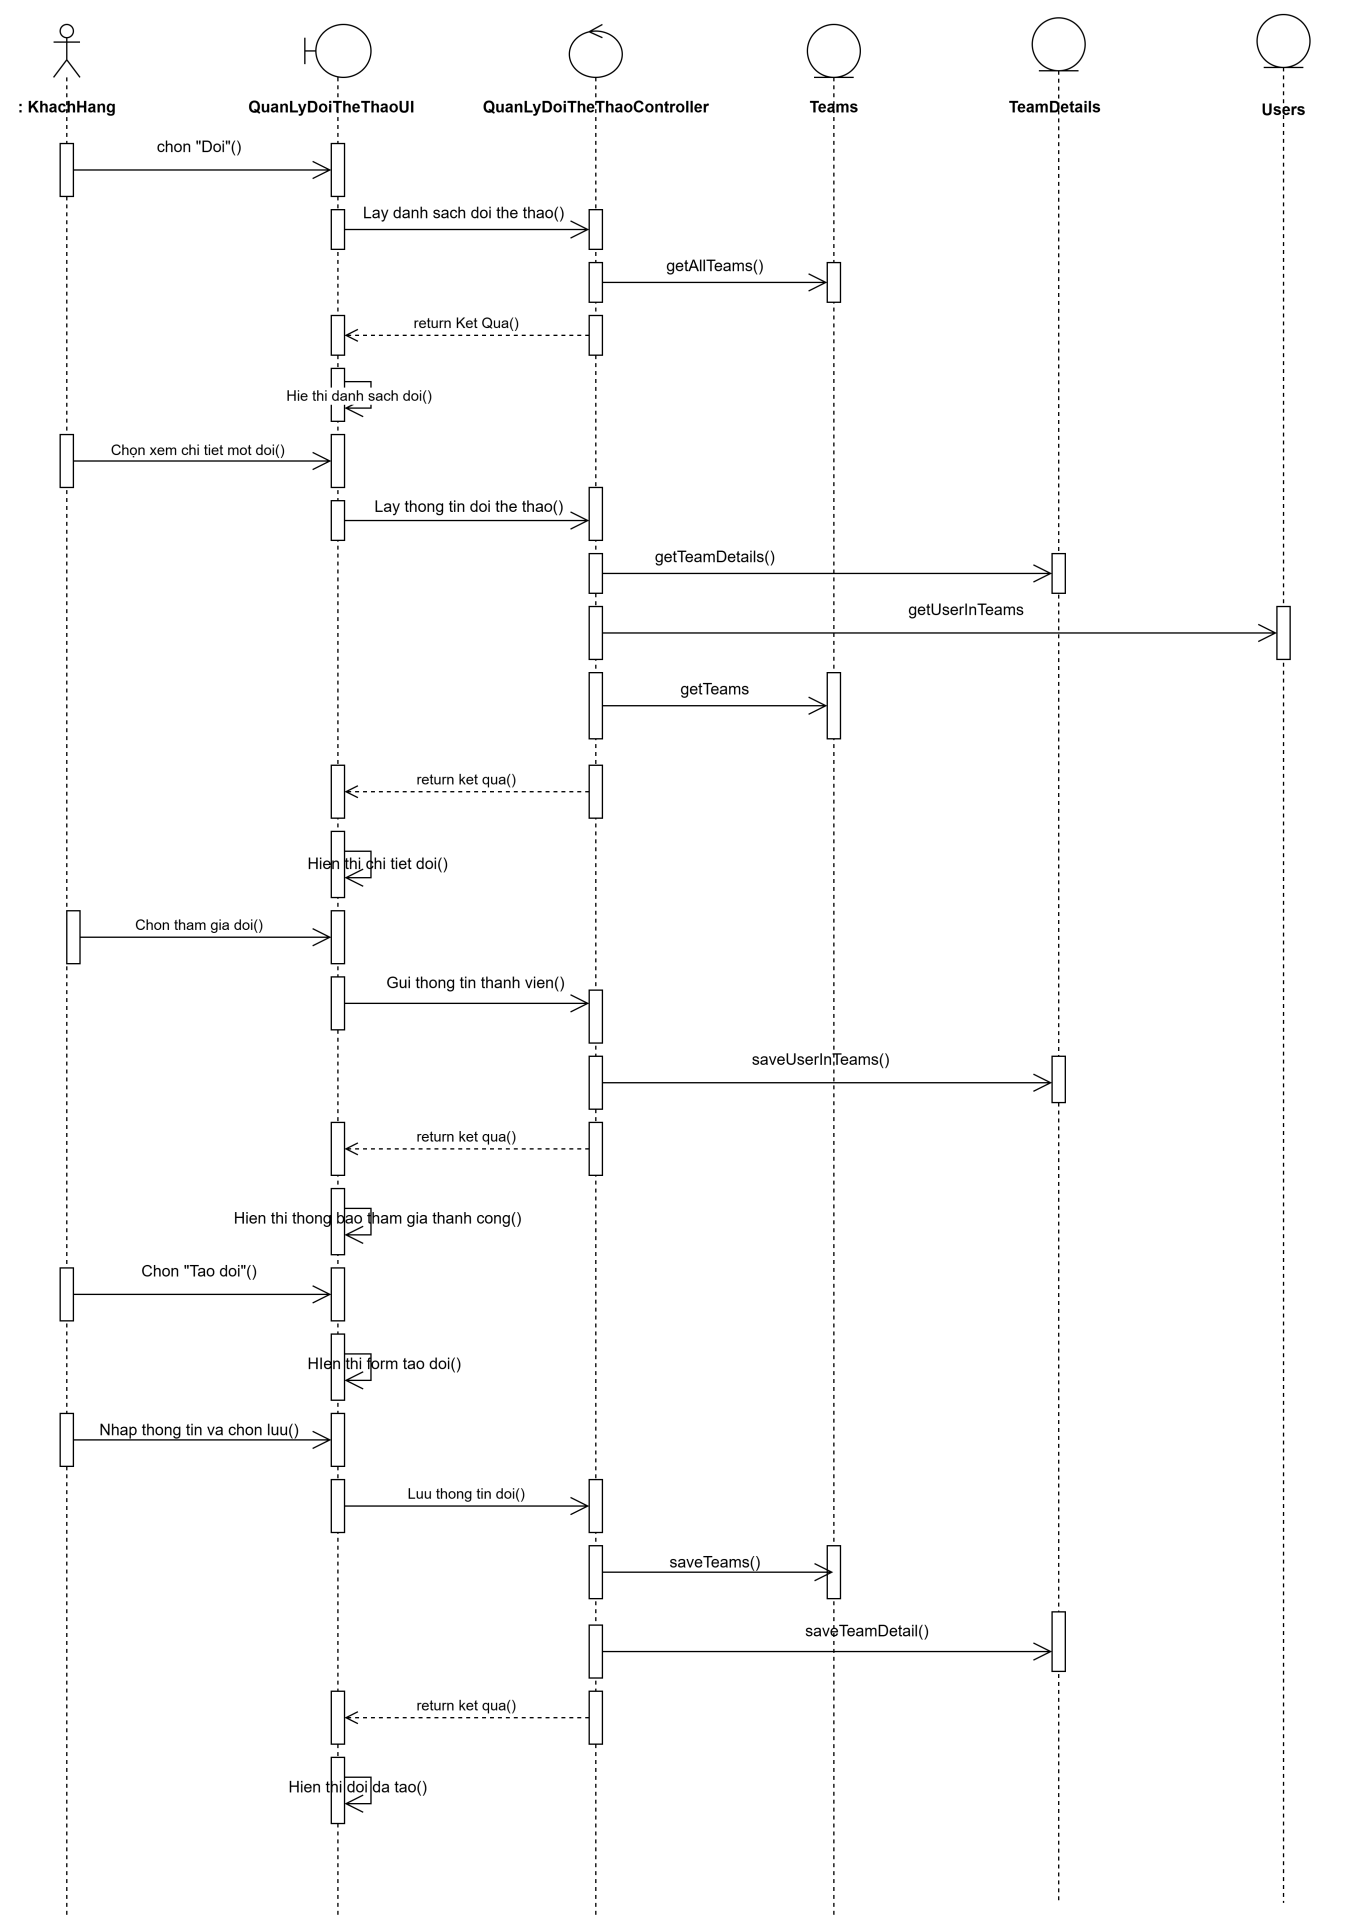 : KhachHang
QuanLyDoiTheThaoUI
QuanLyDoiTheThaoController
Teams
TeamDetails
Users
chon "Doi"()
Lay danh sach doi the thao()
getAllTeams()
return Ket Qua()
Hie thi danh sach doi()
Chọn xem chi tiet mot doi()
Lay thong tin doi the thao()
getTeamDetails()
getUserInTeams
getTeams
return ket qua()
Hien thi chi tiet doi()
Chon tham gia doi()
Gui thong tin thanh vien()
saveUserInTeams()
return ket qua()
Hien thi thong bao tham gia thanh cong()
Chon "Tao doi"()
HIen thi form tao doi()
Nhap thong tin va chon luu()
Luu thong tin doi()
saveTeams()
saveTeamDetail()
return ket qua()
Hien thi doi da tao()